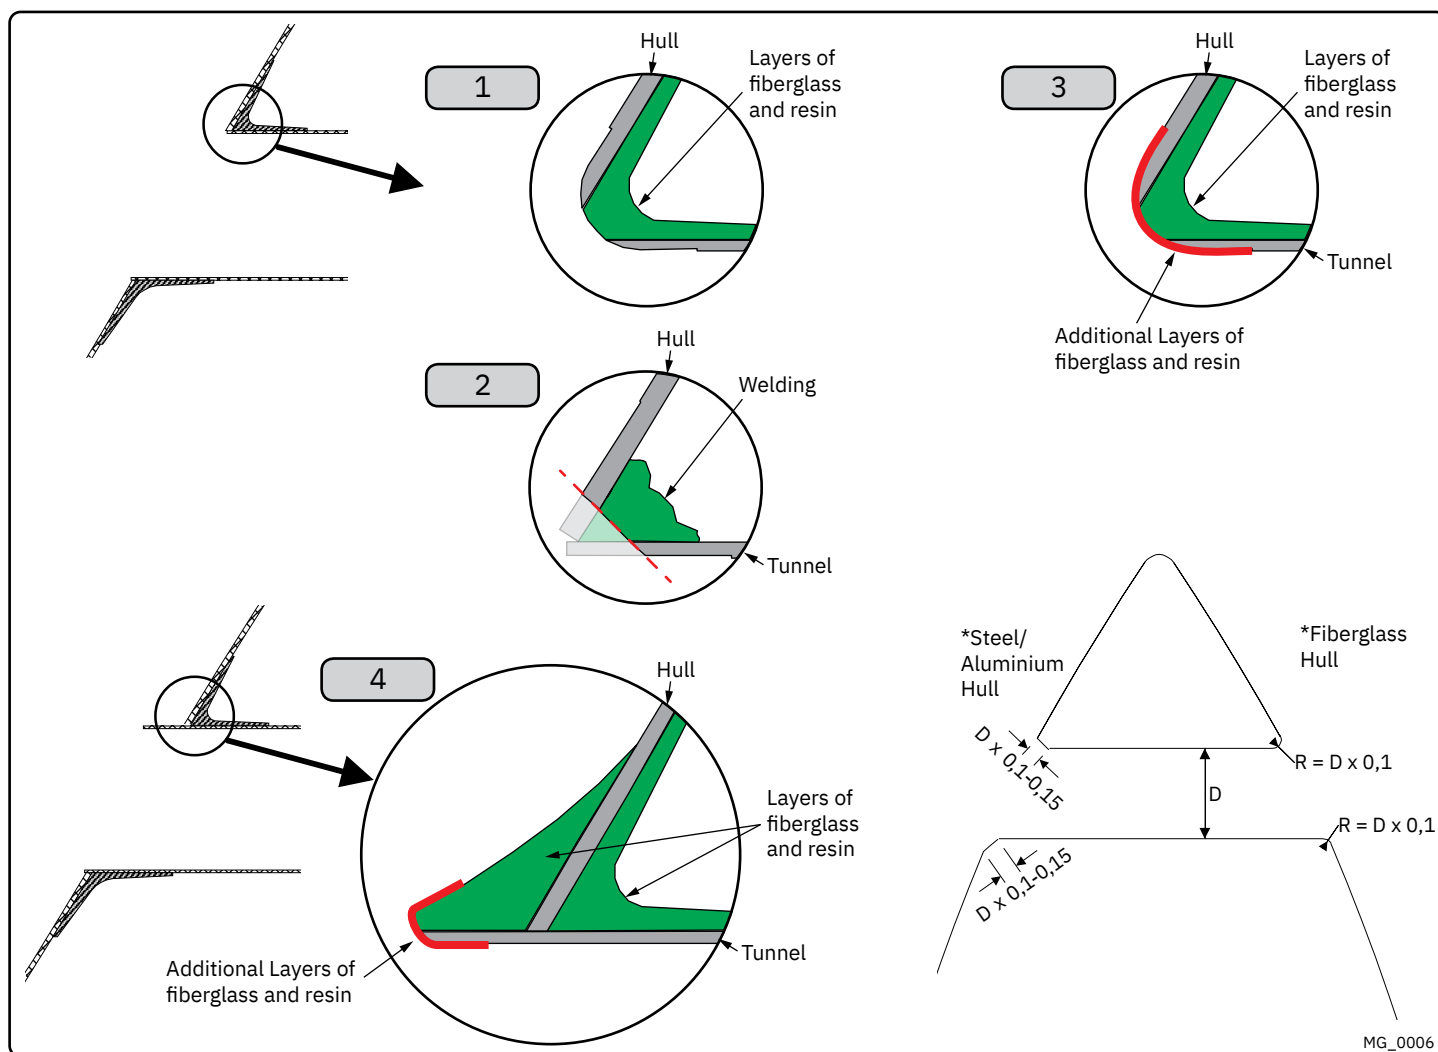 1
Hull
Layers of
fiberglass
and resin
3
Hull
Layers of
fiberglass
and resin
Tunnel
Additional Layers of
fiberglass and resin
2
Hull
Welding
Tunnel
4
Hull
Layers of
fiberglass
and resin
Tunnel
Additional Layers of
fiberglass and resin
*Steel/
Aluminium
Hull
*Fiberglass
Hull
D x 0,1-0,15
R = D x 0,1
D
R = D x 0,1
D x 0,1-0,15
MG_0006